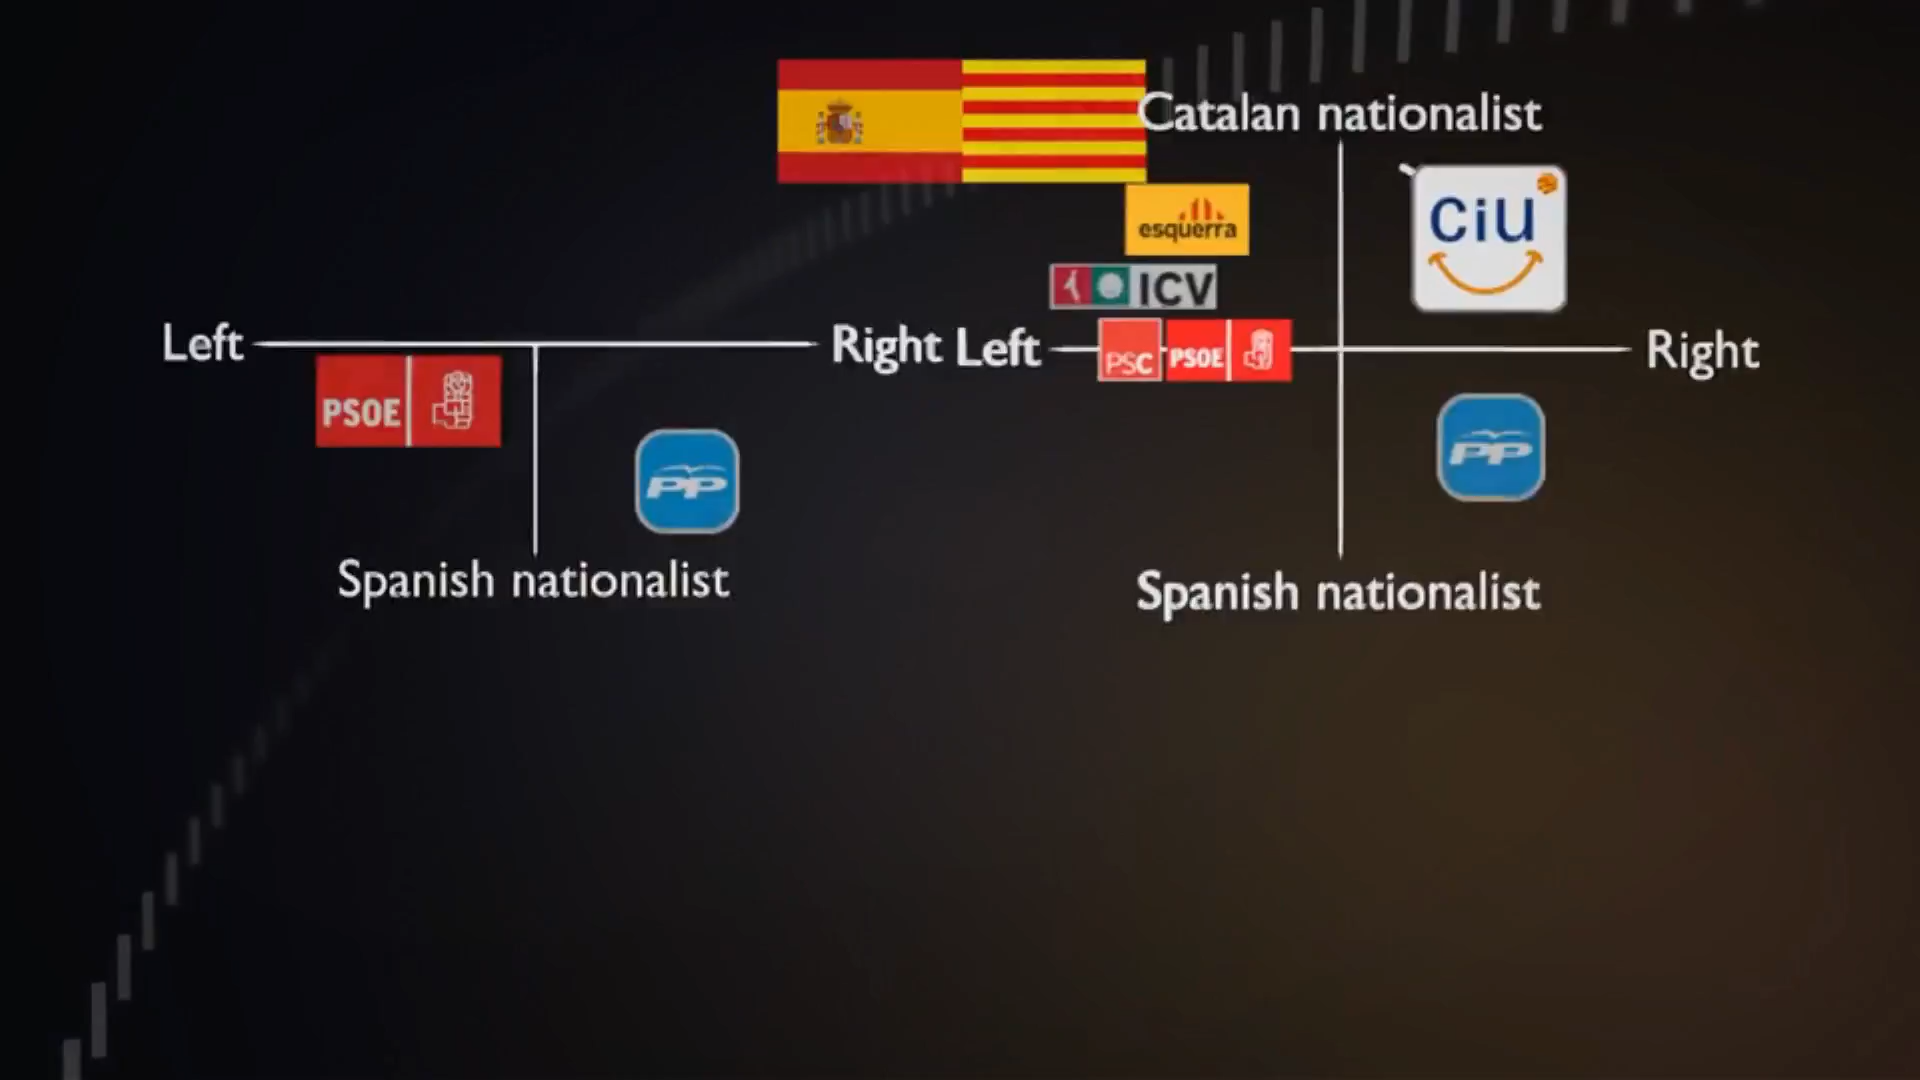 Catalan nationalist
esquerra
CiU
ICV
Left
Right
Left
PSC
PSOE
Right
PSOE
PP
PP
Spanish nationalist
Spanish nationalist